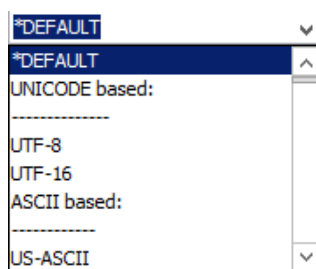 *DEFAULT
*DEFAULT
UNICODE based:
--------------
UTF-8
UTF-16
ASCII based:
------------
US-ASCII